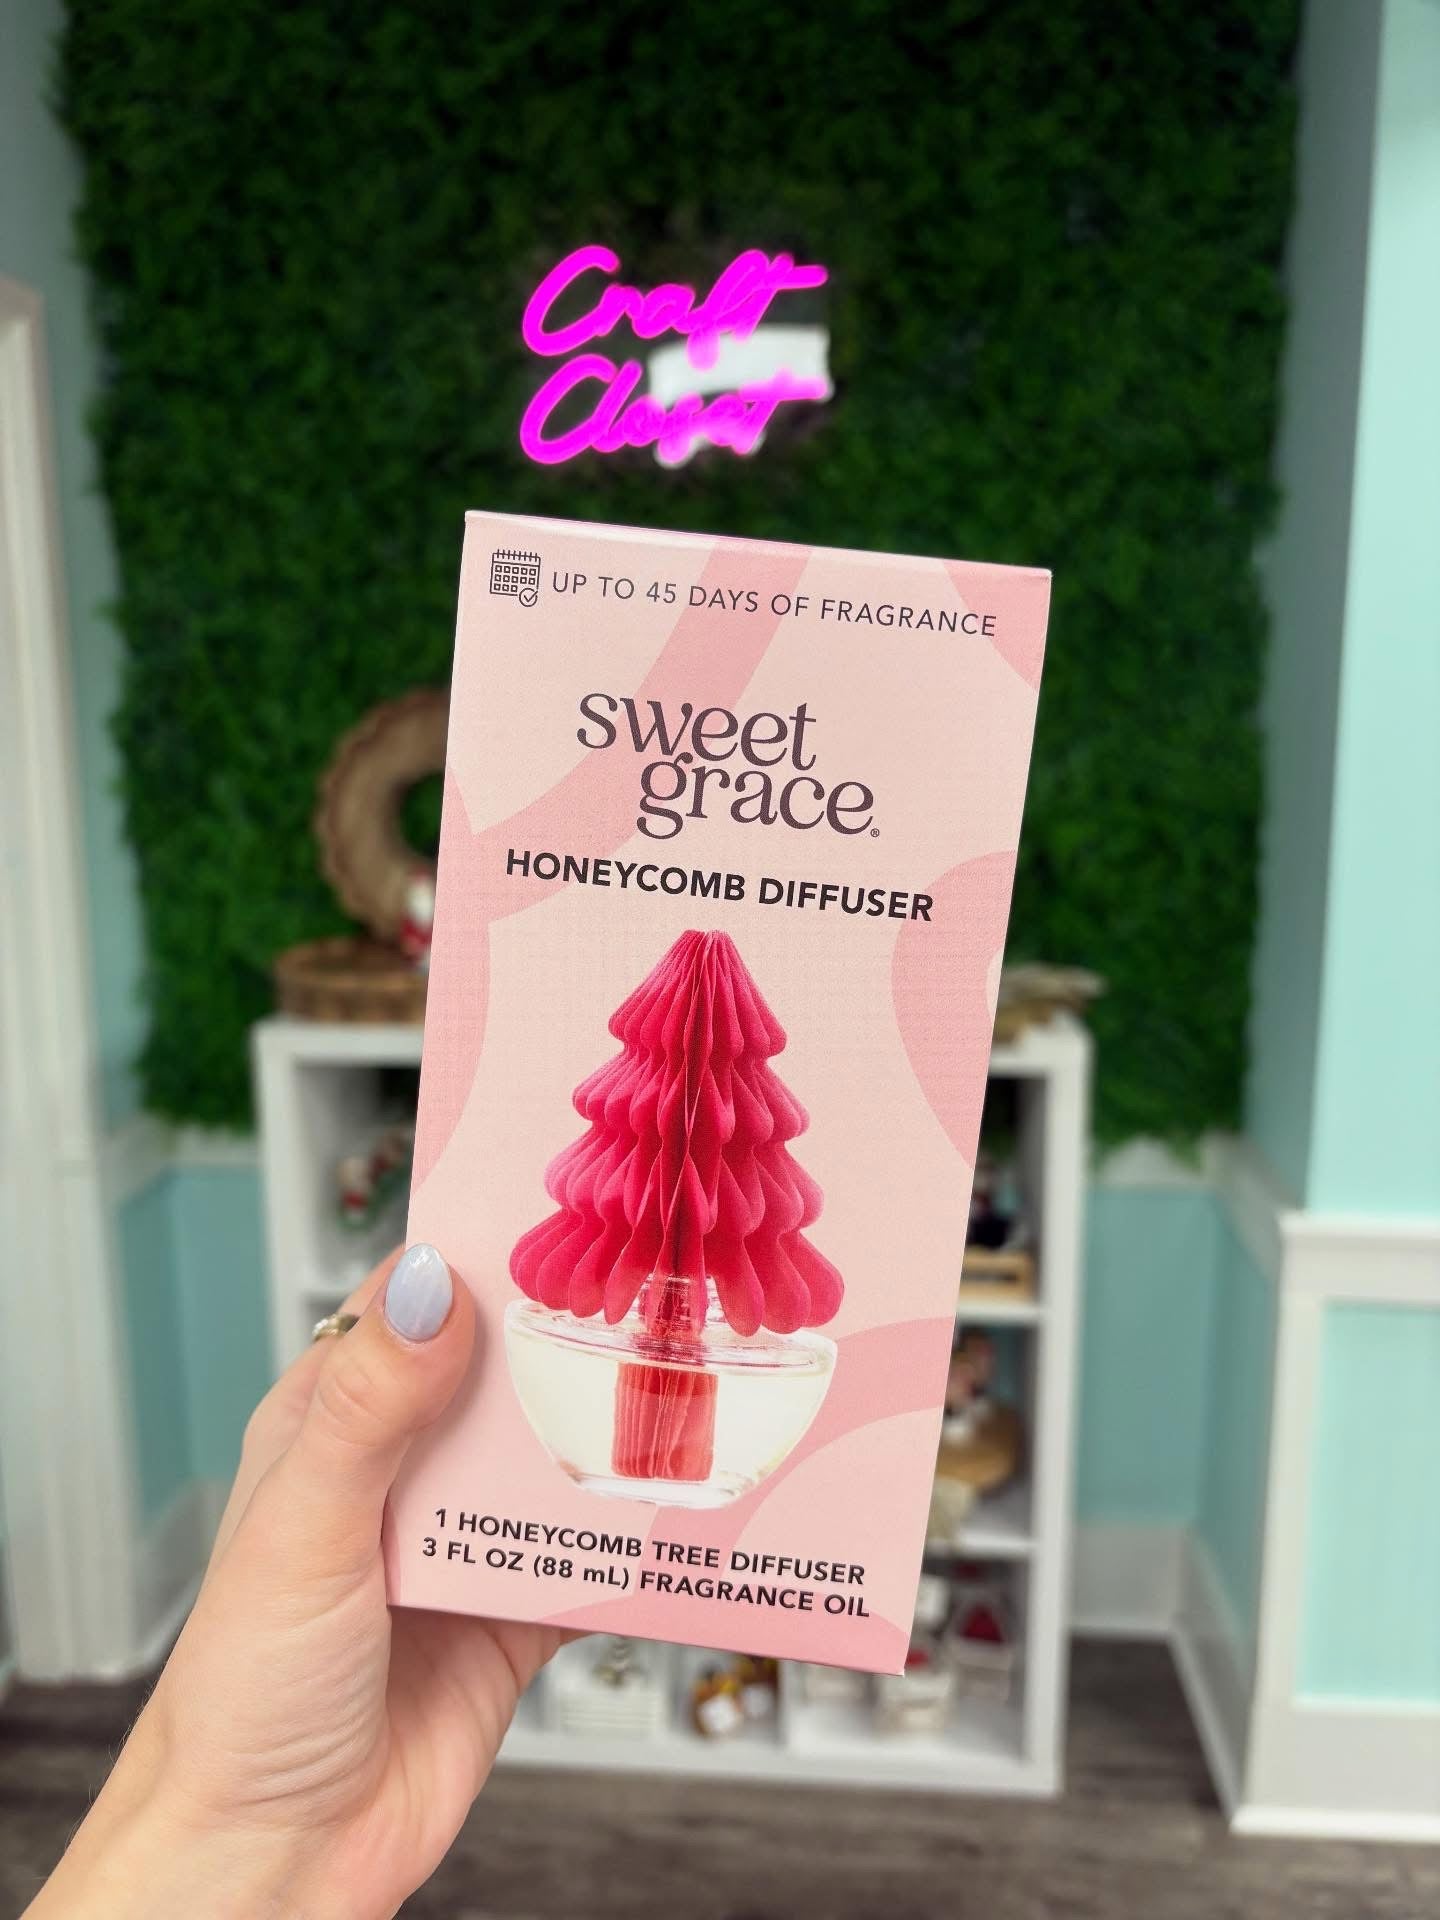 Craft
Closet
UP TO 45 DAYS OF FRAGRANCE
sweet
grace®
HONEYCOMB DIFFUSER
1 HONEYCOMB TREE DIFFUSER
3 FL OZ (88 mL) FRAGRANCE OIL